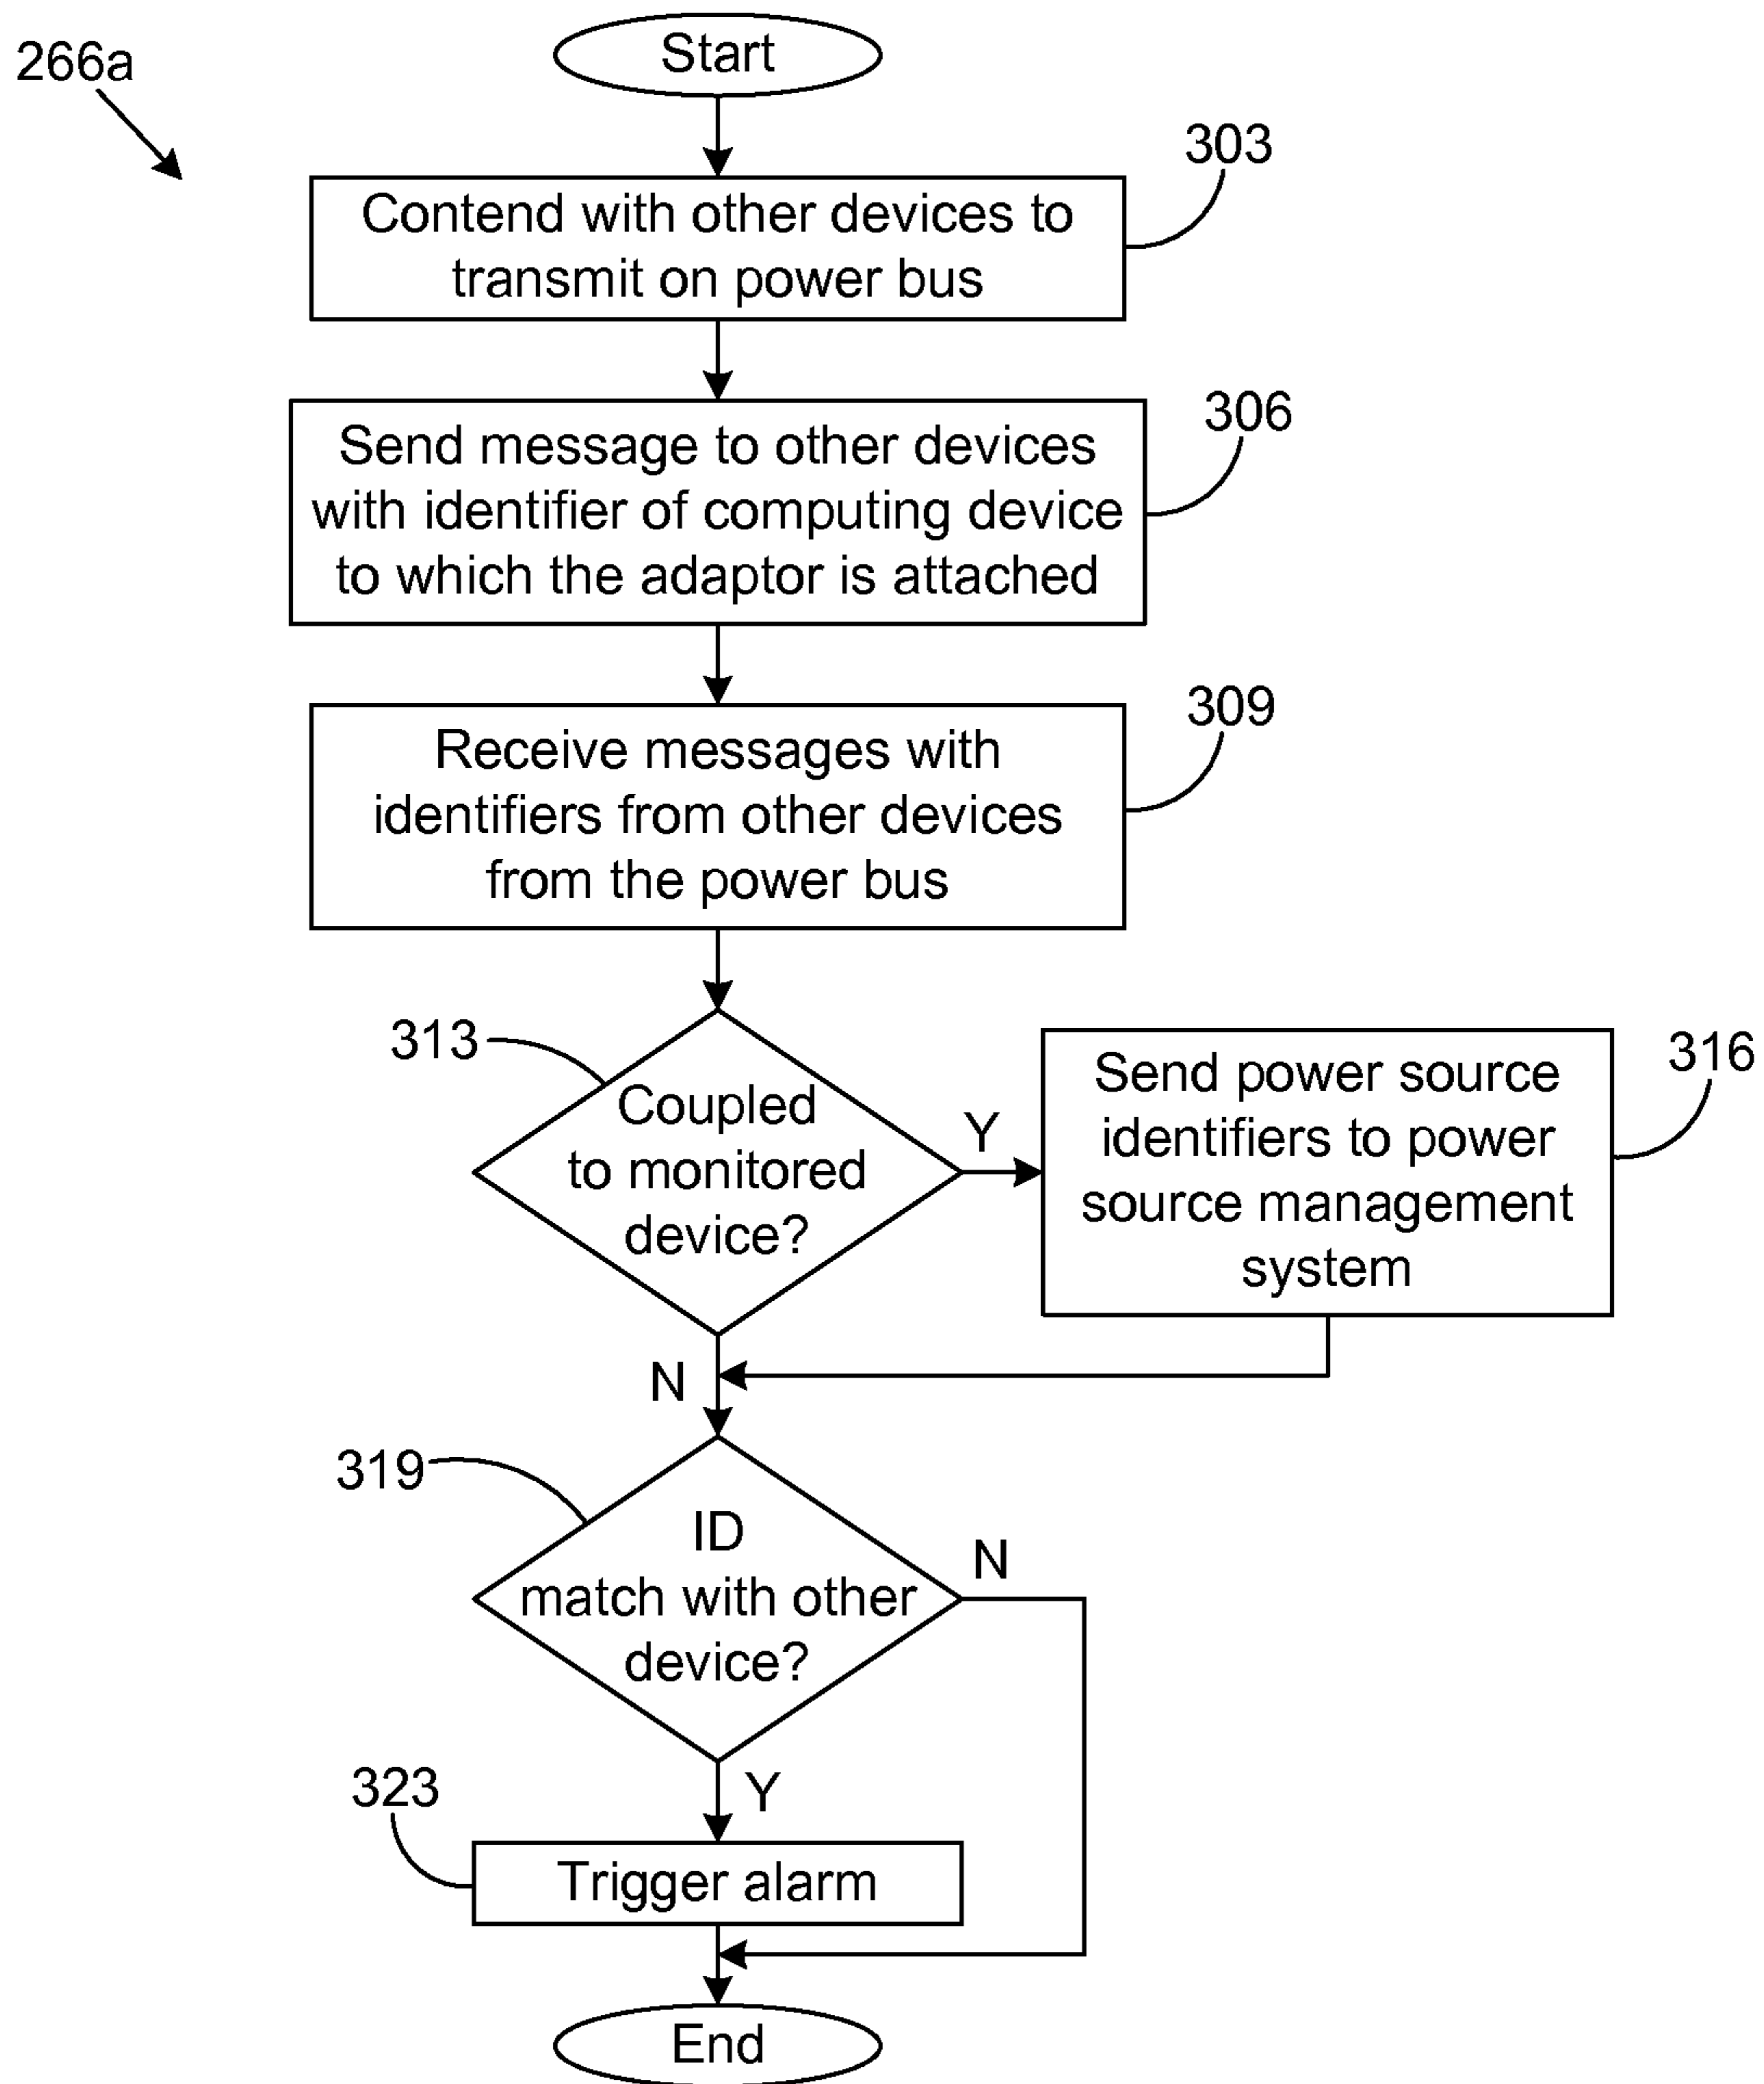 266a
Start
303
Contend with other devices to
transmit on power bus
306
Send message to other devices
with identifier of computing device
to which the adaptor is attached
309
Receive messages with
identifiers from other devices
from the power bus
313
Coupled
to monitored
device?
Y
316
Send power source
identifiers to power
source management
system
N
319
ID
match with other
device?
N
Y
323
Trigger alarm
End